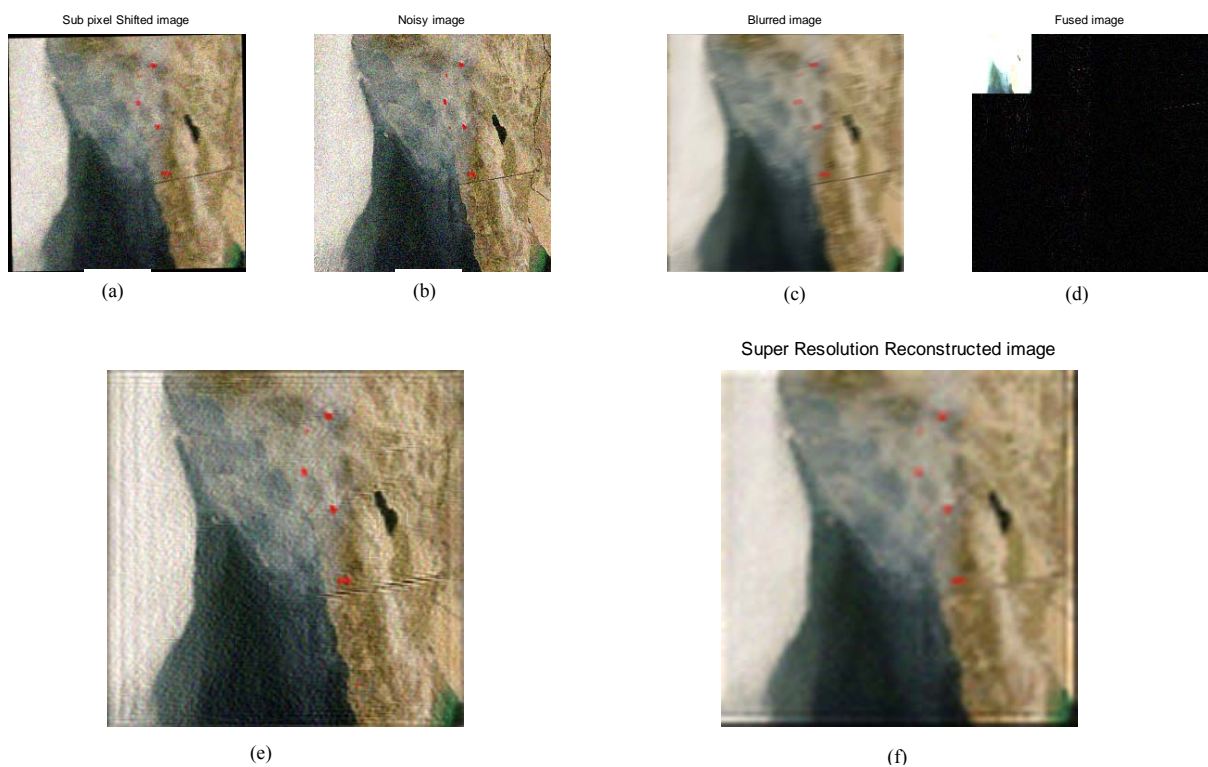 Sub pixel Shifted image
Noisy image
Blurred image
Fused image
(a)
(b)
(c)
(d)
Super Resolution Reconstructed image
(e)
(f)